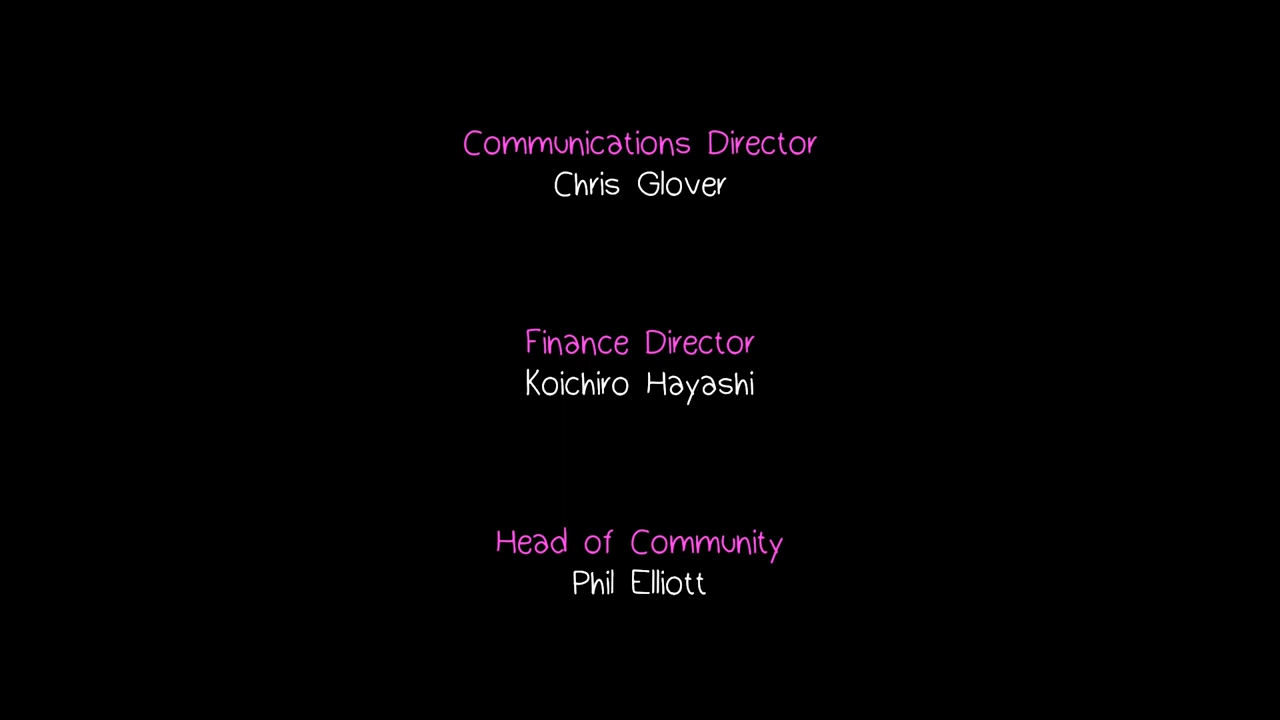 Communications Director
Chris Glover
Finance Director
Koichiro Hayashi
Head of Community
Phil Elliott